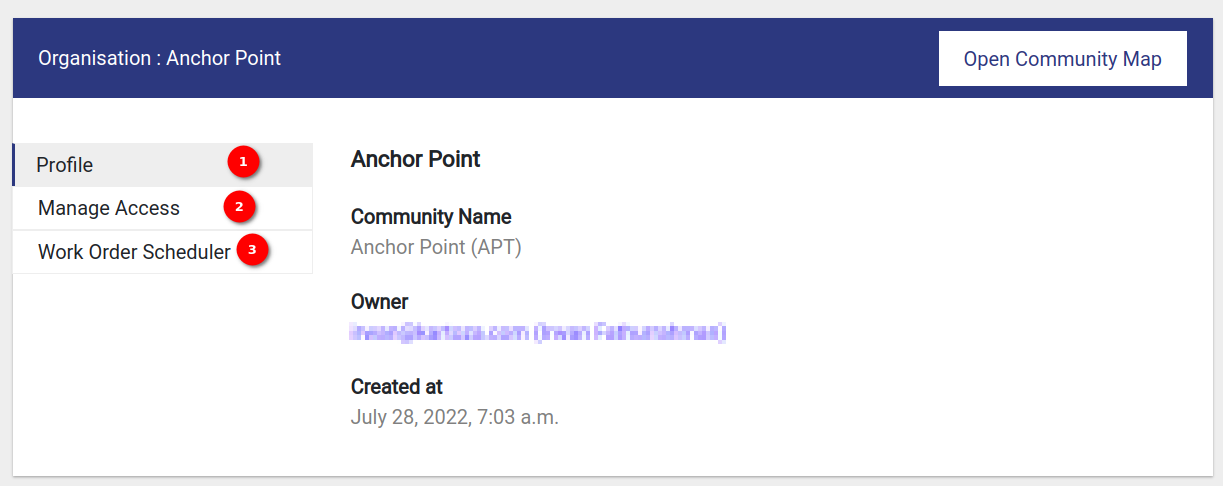 Organisation : Anchor Point
Open Community Map
Profile 1
Manage Access 2
Work Order Scheduler 3
Anchor Point
Community Name
Anchor Point (APT)
Owner
Created at
July 28, 2022, 7:03 a.m.